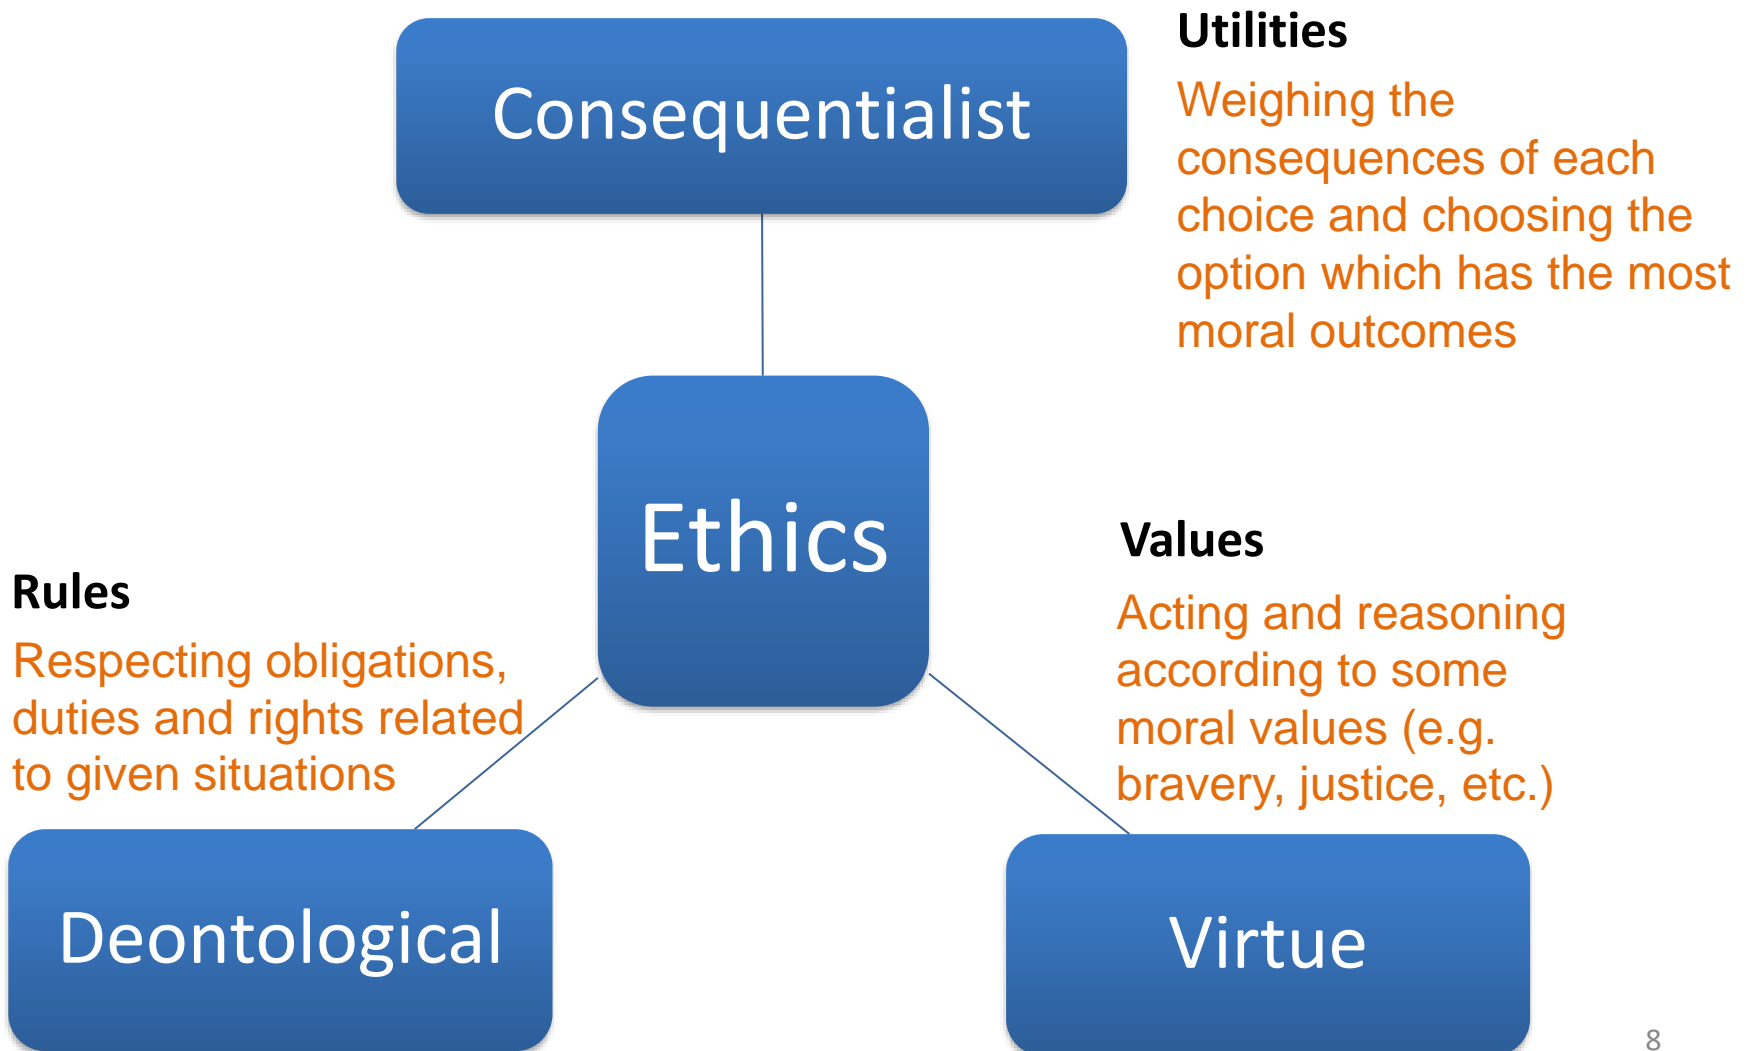 Consequentialist
Utilities
Weighing the
consequences of each
choice and choosing the
option which has the most
moral outcomes
Ethics
Rules
Respecting obligations,
duties and rights related
to given situations
Values
Acting and reasoning
according to some
moral values (e.g.
bravery, justice, etc.)
Deontological
Virtue
8